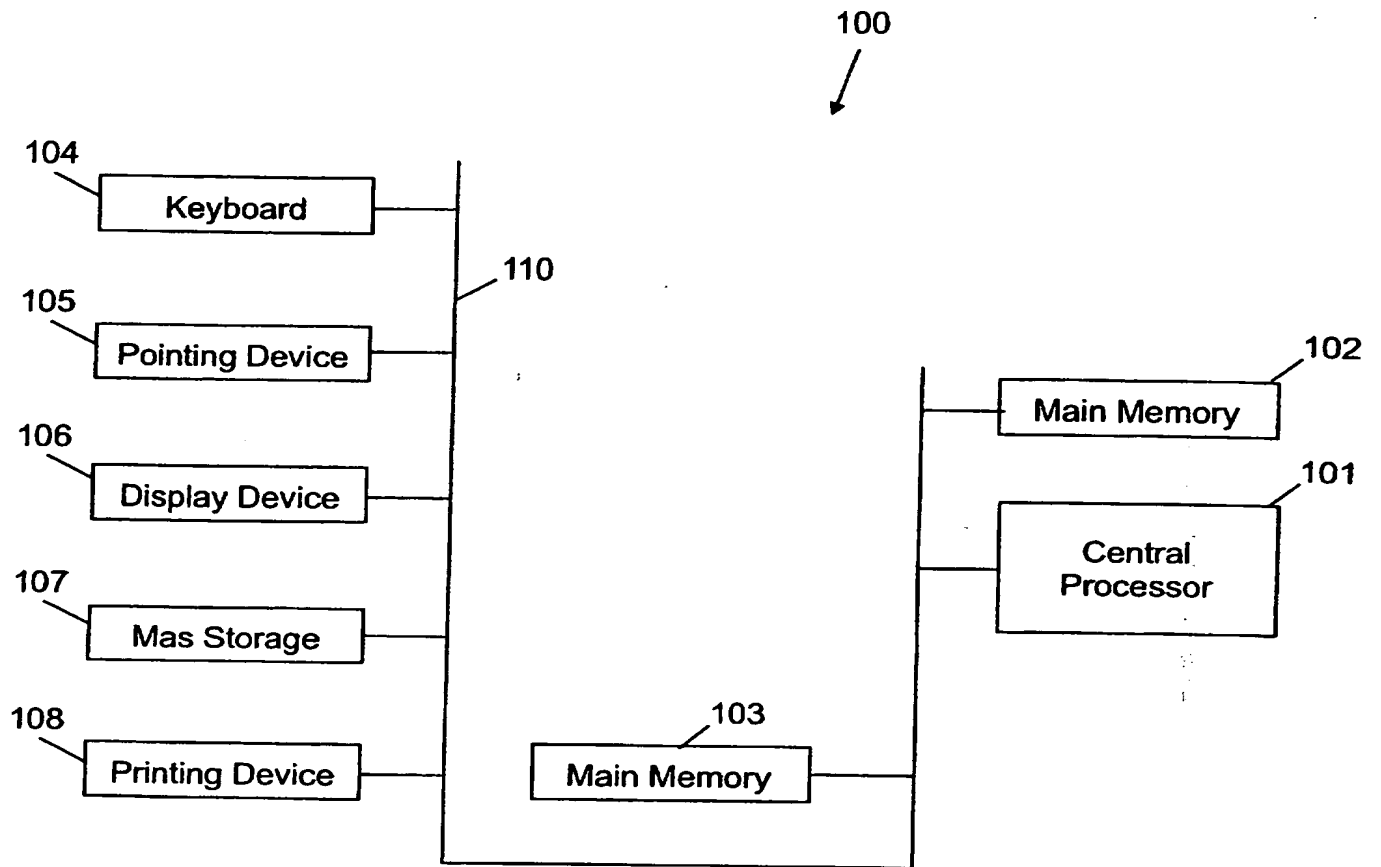 100
104
Keyboard
110
105
Pointing Device
102
Main Memory
106
Display Device
101
Central
Processor
107
Mas Storage
103
Main Memory
108
Printing Device